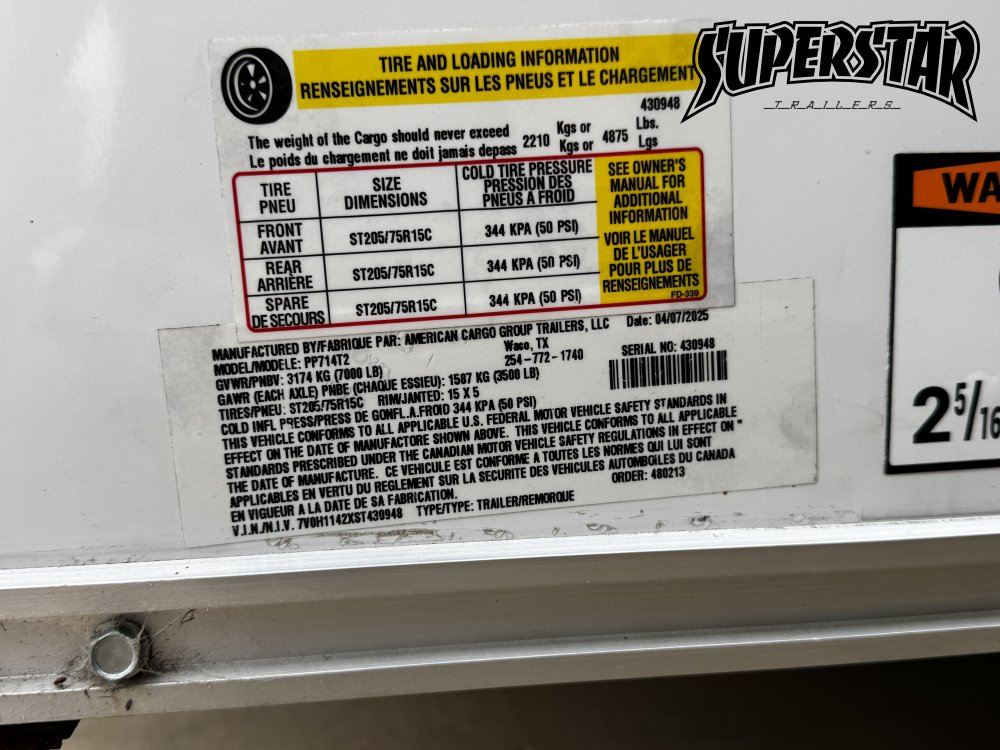 SUPERSTAR
TRAILERS
TIRE AND LOADING INFORMATION
RENSEIGNEMENTS SUR LES PNEUS ET LE CHARGEMENT
430948
The weight of the Cargo should never exceed 2210 Kgs or 4875 Lbs.
Le poids du chargement ne doit jamais depass Kgs or Lgs
TIRE PNEU
SIZE DIMENSIONS
COLD TIRE PRESSURE PRESSION DES PNEUS A FROID
FRONT AVANT ST205/75R15C 344 KPA (50 PSI)
REAR ARRIÈRE ST205/75R15C 344 KPA (50 PSI)
SPARE DE SECOURS ST205/75R15C 344 KPA (50 PSI)
SEE OWNER'S
MANUAL FOR
ADDITIONAL
INFORMATION
VOIR LE MANUEL
DE L'USAGER
POUR PLUS DE
RENSEIGNEMENTS
FD-339
MANUFACTURED BY/FABRIQUE PAR: AMERICAN CARGO GROUP TRAILERS, LLC Date: 04/07/2025
MODEL/MODELE: PP714T2 Waco, TX
GVWR/PNBV: 3174 KG (7000 LB) 254-772-1740 SERIAL NO: 430948
GAWR (EACH AXLE) PNBE (CHAQUE ESSIEU): 1587 KG (3500 LB)
TIRES/PNEU: ST205/75R15C RIM/JANTED: 15 X 5
COLD INFL PRESS/PRESS DE GONFL.A.FROID 344 KPA (50 PSI)
THIS VEHICLE CONFORMS TO ALL APPLICABLE U.S. FEDERAL MOTOR VEHICLE SAFETY STANDARDS IN
EFFECT ON THE DATE OF MANUFACTORE SHOWN ABOVE. THIS VEHICLE CONFORMS TO ALL APPLICABLE
STANDARDS PRESCRIBED UNDER THE CANADIAN MOTOR VEHICLE SAFETY REGULATIONS IN EFFECT ON "
THE DATE OF MANUFACTURE. CE VEHICULE EST CONFORME A TOUTES LES NORMES QUI LUI SONT
APPLICABLES EN VERTU DU REGLEMENT SUR LA SECURITE DES VEHICULES AUTOMBOILES DU CANADA
EN VIGUEUR A LA DATE DE SA FABRICATION. ORDER: 480213
V.I.N./N.I.V. 7V0H1142XST430948 TYPE/TYPE: TRAILER/REMORQUE
WA
2 5/16